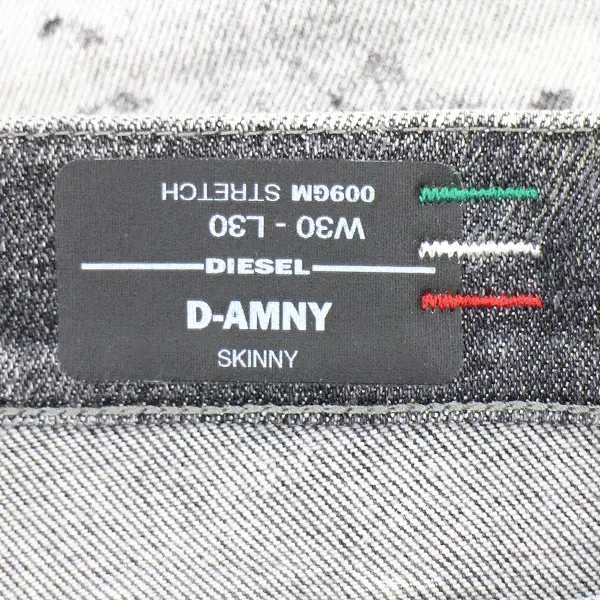 009GM STRETCH
W30 - L30
DIESEL
D-AMNY
SKINNY